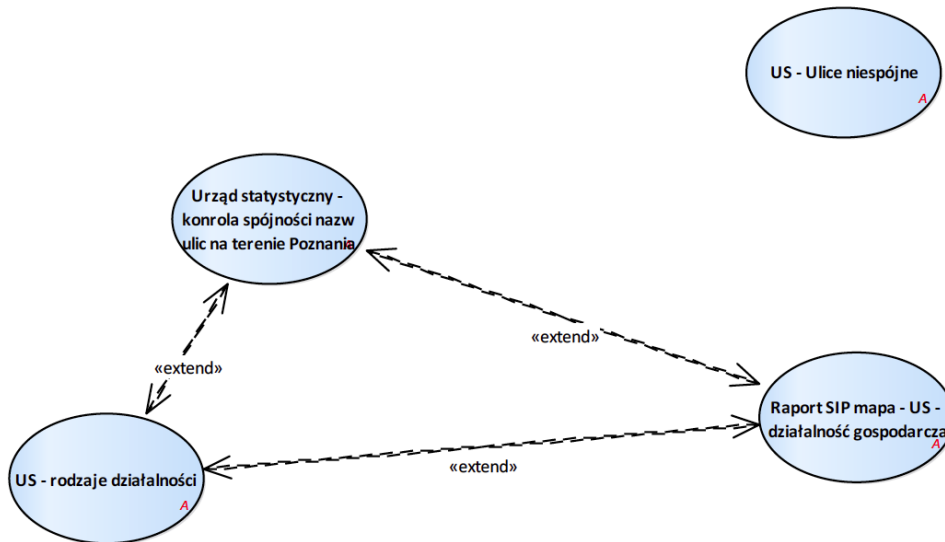 US - Ulice niespójne
A
Urząd statystyczny -
konrola spójności nazw
ulic na terenie Poznania
«extend»
«extend»
Raport SIP mapa - US -
działalność gospodarcza
A
«extend»
US - rodzaje działalności
A